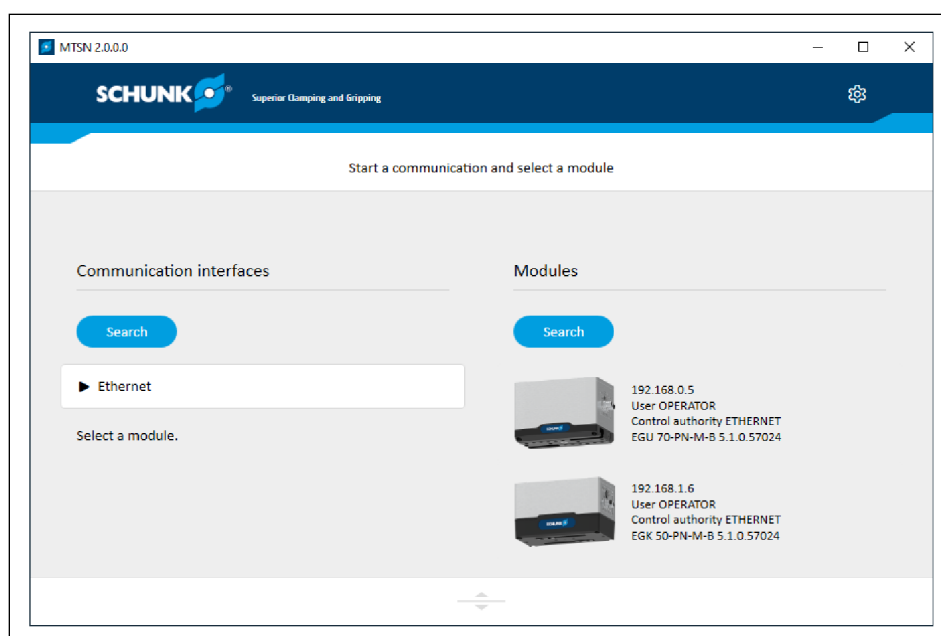 MTSN 2.0.0.0
SCHUNK ®
Superior Clamping and Gripping
Start a communication and select a module
Communication interfaces
Search
Ethernet
Select a module.
Modules
Search
SCHUNK
192.168.0.5
User OPERATOR
Control authority ETHERNET
EGU 70-PN-M-B 5.1.0.57024
SCHUNK
192.168.1.6
User OPERATOR
Control authority ETHERNET
EGK 50-PN-M-B 5.1.0.57024